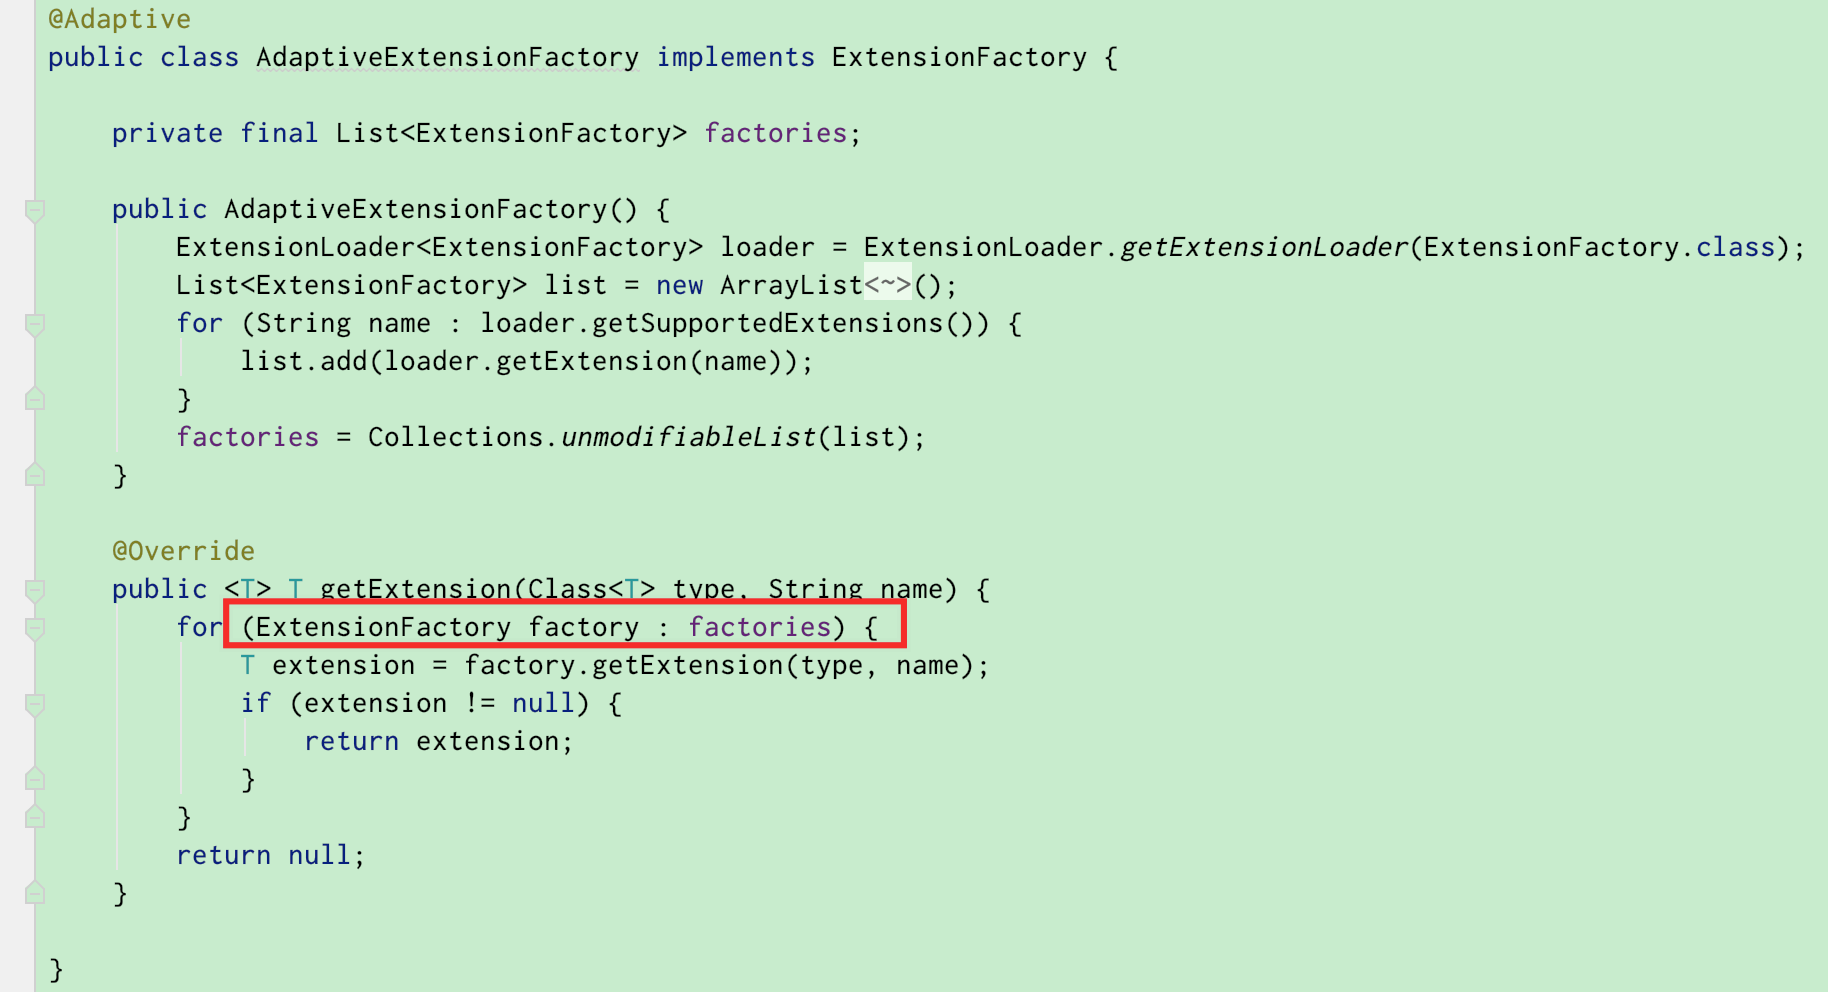 @Adaptive
public class AdaptiveExtensionFactory implements ExtensionFactory {
private final List<ExtensionFactory> factories;
public AdaptiveExtensionFactory() {
ExtensionLoader<ExtensionFactory> loader = ExtensionLoader.getExtensionLoader(ExtensionFactory.class);
List<ExtensionFactory> list = new ArrayList<~>();
for (String name : loader.getSupportedExtensions()) {
list.add(loader.getExtension(name));
}
factories = Collections.unmodifiableList(list);
}
@Override
public <T> T getExtension(Class<T> type, String name) {
for (ExtensionFactory factory : factories) {
T extension = factory.getExtension(type, name);
if (extension != null) {
return extension;
}
}
return null;
}
}